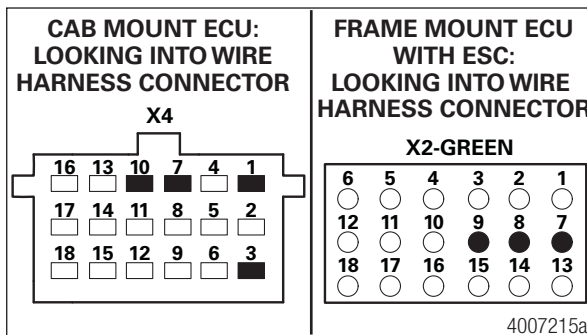 CAB MOUNT ECU:
LOOKING INTO WIRE
HARNESS CONNECTOR
X4
16 13 10 7 4 1
17 14 11 8 5 2
18 15 12 9 6 3
FRAME MOUNT ECU
WITH ESC:
LOOKING INTO WIRE
HARNESS CONNECTOR
X2-GREEN
6 5 4 3 2 1
12 11 10 9 8 7
18 17 16 15 14 13
4007215a